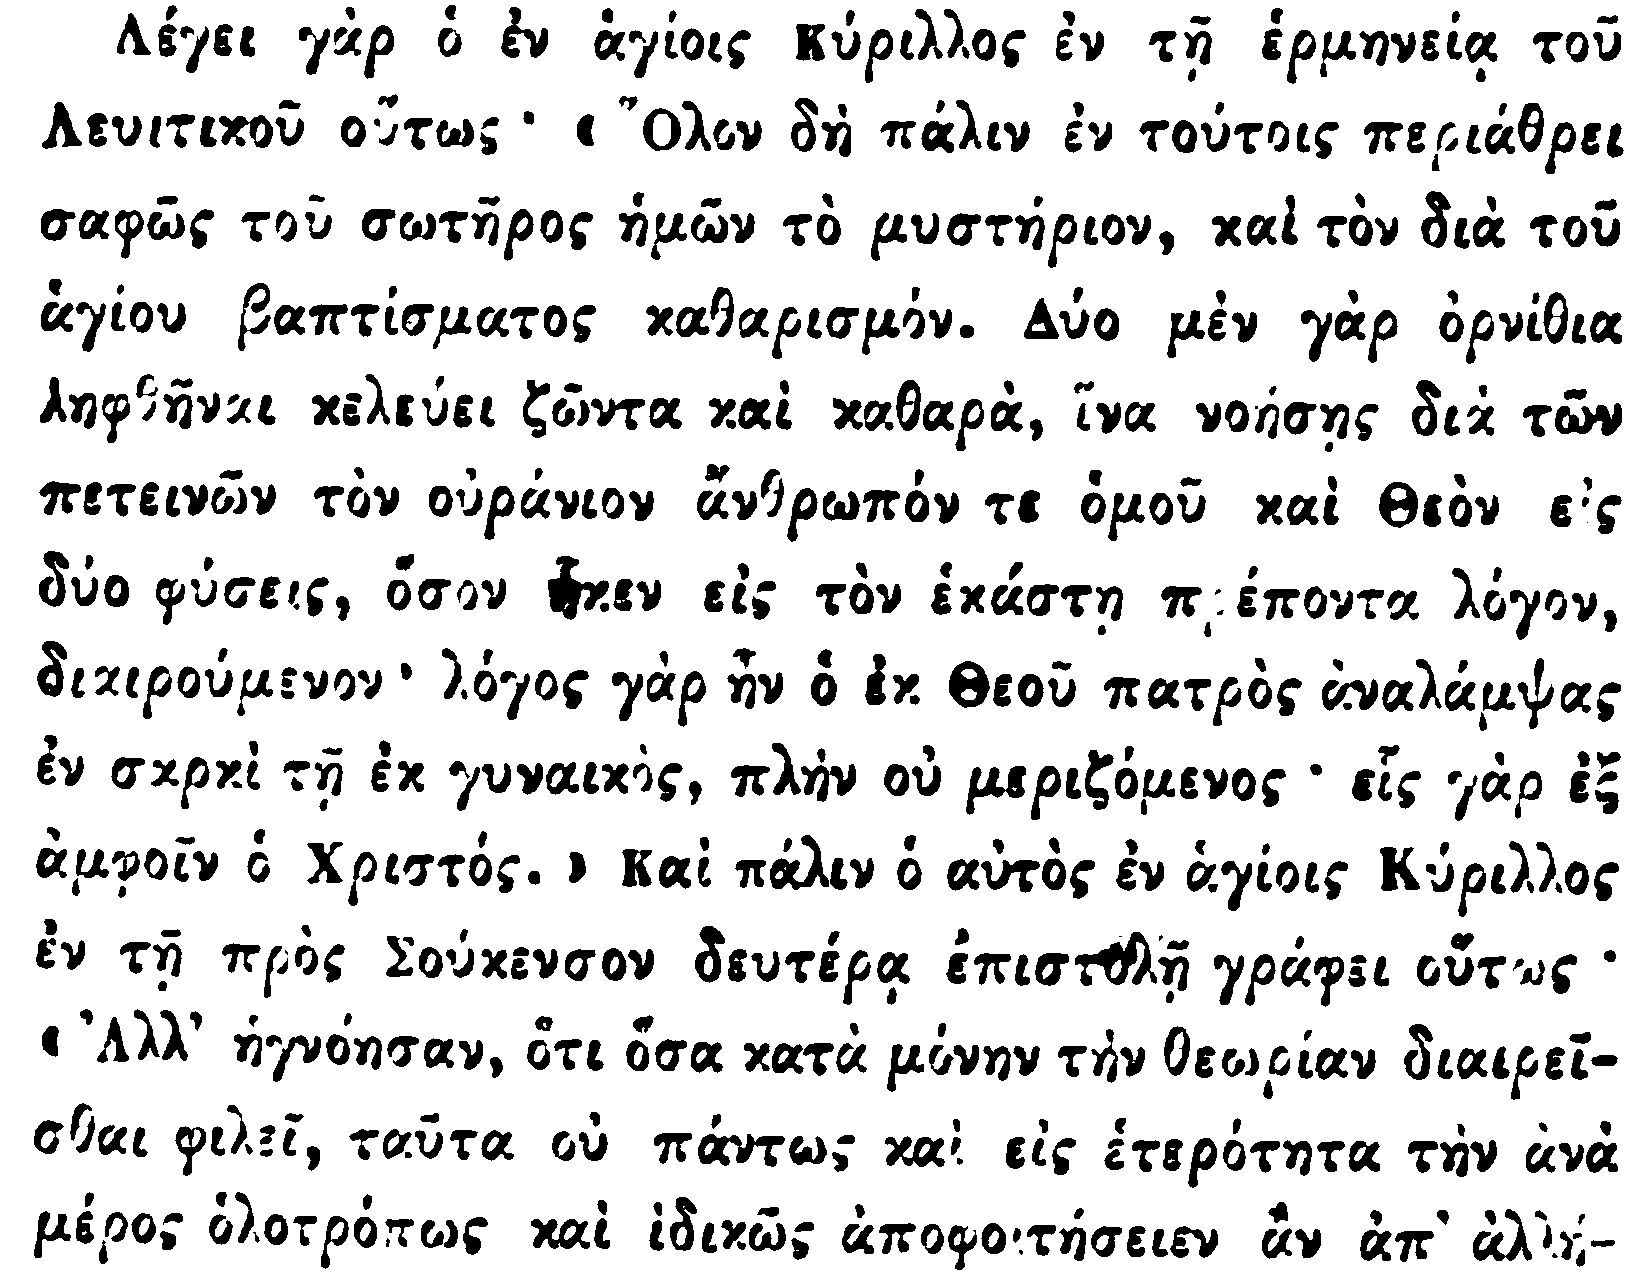 Λέγει γὰρ ὁ ἐν ἁγίοις Κύριλλος ἐν τῇ ἑρμηνείᾳ τοῦ
Λευιτικοῦ οὕτως · « Ὅλον δὴ πάλιν ἐν τούτοις περιάθρει
σαφῶς τοῦ σωτῆρος ἡμῶν τὸ μυστήριον, καὶ τὸν διὰ τοῦ
ἁγίου βαπτίσματος καθαρισμόν. Δύο μὲν γὰρ ὀρνίθια
ληφθῆναι κελεύει ζῶντα καὶ καθαρὰ, ἵνα νοήσῃς διὰ τῶν
πετεινῶν τὸν οὐράνιον ἄνθρωπόν τε ὁμοῦ καὶ Θεὸν εἰς
δύο φύσεις, ὅσον ἧκεν εἰς τὸν ἑκάστῃ πρέποντα λόγον,
διαιρούμενον · λόγος γὰρ ἦν ὁ ἐκ Θεοῦ πατρὸς ἀναλάμψας
ἐν σαρκὶ τῇ ἐκ γυναικὸς, πλὴν οὐ μεριζόμενος · εἷς γὰρ ἐξ
ἀμφοῖν ὁ Χριστός. » Καὶ πάλιν ὁ αὐτὸς ἐν ἁγίοις Κύριλλος
ἐν τῇ πρὸς Σούκενσον δευτέρᾳ ἐπιστολῇ γράφει οὕτως ·
« Ἀλλ’ ἠγνόησαν, ὅτι ὅσα κατὰ μόνην τὴν θεωρίαν διαιρεῖ-
σθαι φιλεῖ, ταῦτα οὐ πάντως καὶ εἰς ἑτερότητα τὴν ἀνὰ
μέρος ὁλοτρόπως καὶ ἰδικῶς ἀποφοιτήσειεν ἂν ἀπ’ ἀλλή-